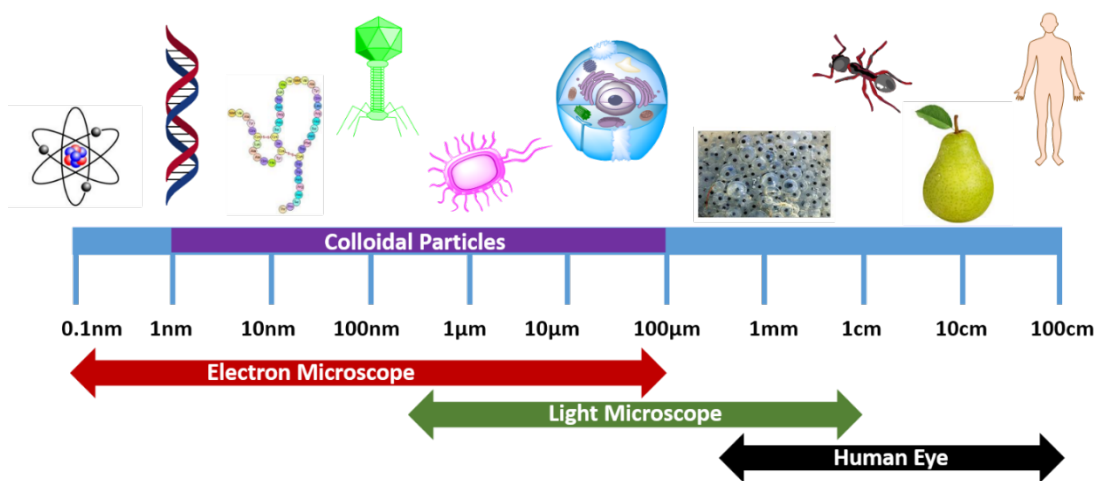 Colloidal Particles
0.1nm 1nm 10nm 100nm 1µm 10µm 100µm 1mm 1cm 10cm 100cm
Electron Microscope
Light Microscope
Human Eye